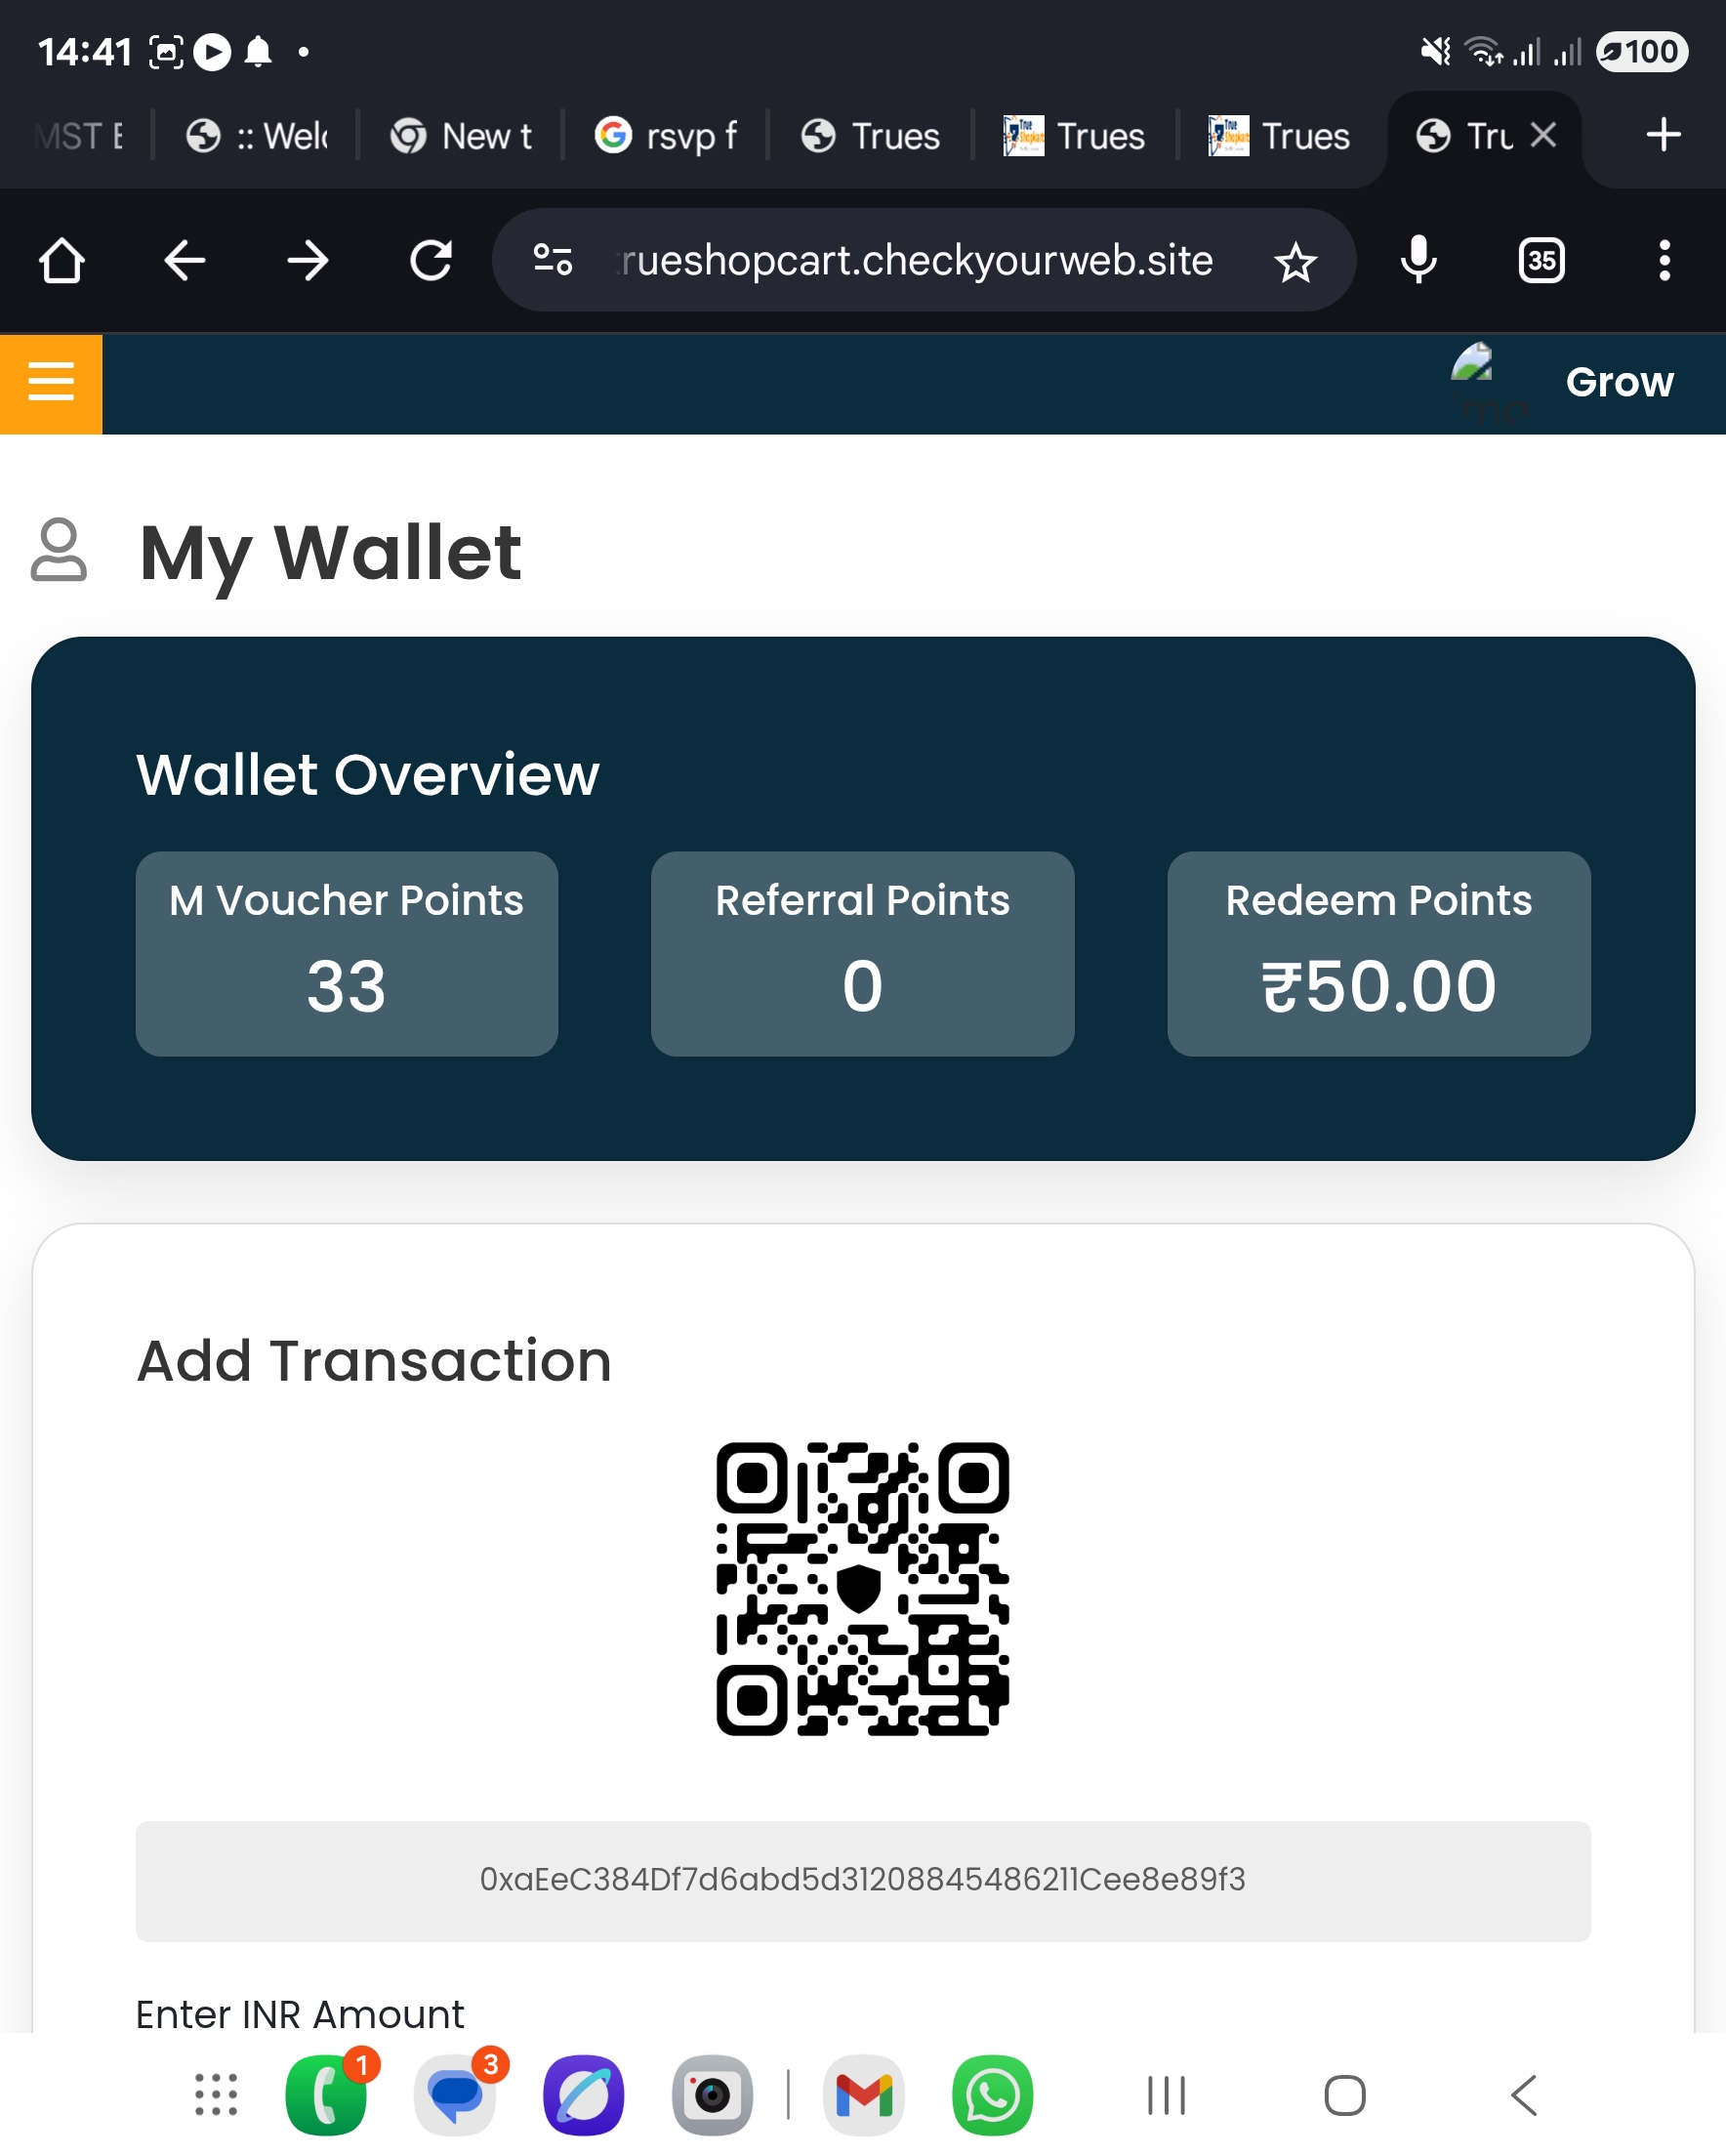 14:41
100
MST E
:: Welc
New t
rsvp f
Trues
Trues
Trues
Tru
rueshopcart.checkyourweb.site
35
Grow
My Wallet
Wallet Overview
M Voucher Points
33
Referral Points
0
Redeem Points
₹50.00
Add Transaction
0xaEeC384Df7d6abd5d31208845486211Cee8e89f3
Enter INR Amount
1
3